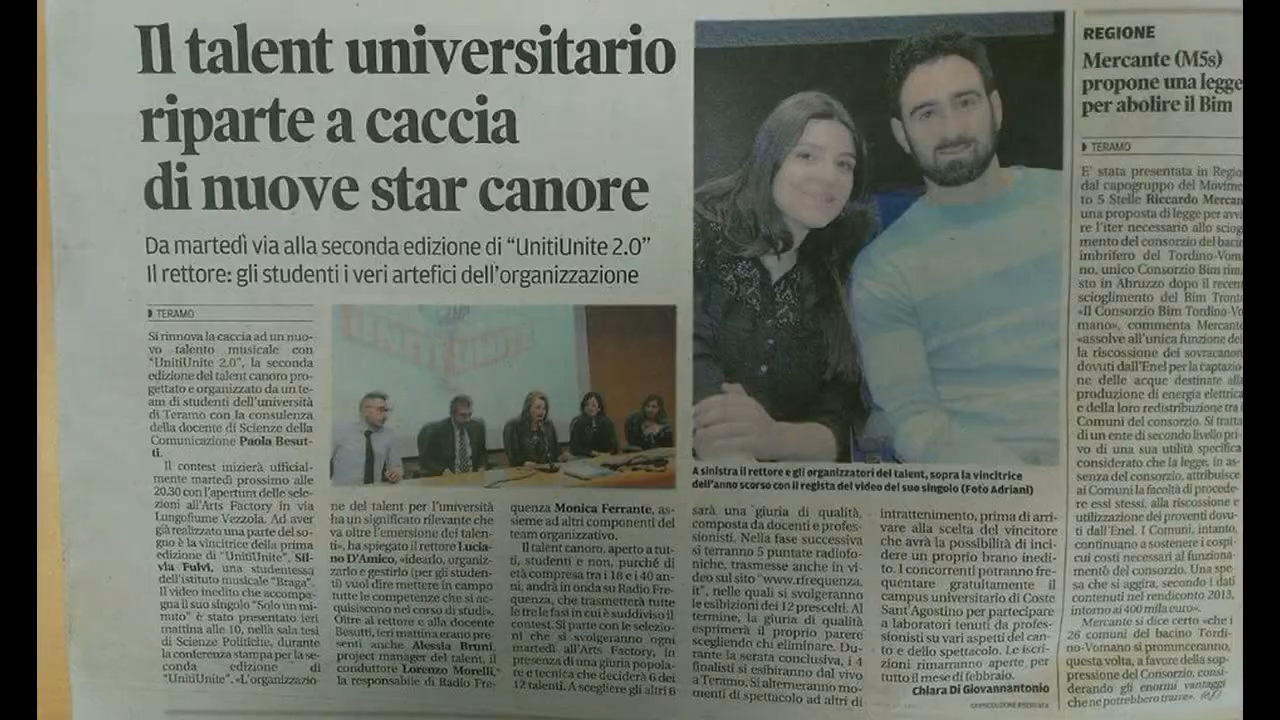 Il talent universitario
riparte a caccia
di nuove star canore
Da martedì via alla seconda edizione di “UnitiUnite 2.0”
Il rettore: gli studenti i veri artefici dell’organizzazione
TERAMO
Si rinnova la caccia ad un nuo-
vo talento musicale con
“UnitiUnite 2.0”, la seconda
edizione del talent canoro pro-
gettato e organizzato da un te-
am di studenti dell’università
di Teramo con la consulenza
della docente di Scienze della
Comunicazione Paola Besut-
ti.
Il contest inizierà ufficial-
mente martedì prossimo alle
20.30 con l’apertura delle sele-
zioni all’Arts Factory in via
Lungofiume Vezzola. Ad aver
già realizzato una parte del so-
gno è la vincitrice della prima
edizione di “UnitiUnite”, Sil-
via Fulvi, una studentessa
dell’istituto musicale “Braga”.
Il video inedito che accompa-
gna il suo singolo “Solo un mi-
nuto” è stato presentato ieri
mattina alle 10, nella sala tesi
di Scienze Politiche, durante
la conferenza stampa per la se-
conda edizione di
“UnitiUnite”. «L’organizzazio
ne del talent per l’università
ha un significato rilevante che
va oltre l’emersione dei talen-
ti», ha spiegato il rettore Lucia-
no D’Amico, «idearlo, organiz-
zarlo e gestirlo (per gli studen-
ti) vuol dire mettere in campo
tutte le competenze che si ac-
quisiscono nel corso di studi».
Oltre al rettore e alla docente
Besutti, ieri mattina erano pre-
senti anche Alessia Bruni,
project manager del talent, il
conduttore Lorenzo Morelli,
la responsabile di Radio Fre-
quenza Monica Ferrante, as-
sieme ad altri componenti del
team organizzativo.
Il talent canoro, aperto a tut-
ti, studenti e non, purché di
età compresa tra i 18 e i 40 an-
ni, andrà in onda su Radio Fre-
quenza, che trasmetterà tutte
le tre fasi in cui è suddiviso il
contest. Si parte con le selezio-
ni che si svolgeranno ogni
martedì all’Arts Factory, in
presenza di una giuria popola-
re e tecnica che deciderà 6 dei
12 talenti. A scegliere gli altri 6
A sinistra il rettore e gli organizzatori del talent, sopra la vincitrice
dell’anno scorso con il regista del video del suo singolo (Foto Adriani)
sarà una giuria di qualità,
composta da docenti e profes-
sionisti. Nella fase successiva
si terranno 5 puntate radiofo-
niche, trasmesse anche in vi-
deo sul sito “www.rfrequenza.
it”, nelle quali si svolgeranno
le esibizioni dei 12 prescelti. Al
termine, la giuria di qualità
esprimerà il proprio parere
scegliendo chi eliminare. Du-
rante la serata conclusiva, i 4
finalisti si esibiranno dal vivo
a Teramo. Si alterneranno mo-
menti di spettacolo ad altri di
intrattenimento, prima di arri-
vare alla scelta del vincitore
che avrà la possibilità di inci-
dere un proprio brano inedi-
to. I concorrenti potranno fre-
quentare gratuitamente il
campus universitario di Coste
Sant’Agostino per partecipare
a laboratori tenuti da profes-
sionisti su vari aspetti del can-
to e dello spettacolo. Le iscri-
zioni rimarranno aperte per
tutto il mese di febbraio.
Chiara Di Giovannantonio
©RIPRODUZIONE RISERVATA
REGIONE
Mercante (M5s)
propone una legge
per abolire il Bim
TERAMO
E’ stata presentata in Regio
dal capogruppo del Movime
to 5 Stelle Riccardo Mercan
una proposta di legge per avvi
re l’iter necessario allo sciog
mento del consorzio del bacin
imbrifero del Tordino-Vom
no, unico Consorzio Bim rim
sto in Abruzzo dopo il recent
scioglimento del Bim Tronto
«Il Consorzio Bim Tordino-Vo
mano», commenta Mercante
«assolve all’unica funzione del
la riscossione dei sovracanon
dovuti dall’Enel per la captazio
ne delle acque destinate alla
produzione di energia elettrica
e della loro redistribuzione tra i
Comuni del consorzio. Si tratta
di un ente di secondo livello pri-
vo di una sua utilità specifica
considerato che la legge, in as-
senza del consorzio, attribuisce
ai Comuni la facoltà di procede-
re essi stessi, alla riscossione e
utilizzazione dei proventi dovu-
ti dall’Enel. I Comuni, intanto,
continuano a sostenere i cospi-
cui costi necessari al funziona-
mento del consorzio. Una spe-
sa che si aggira, secondo i dati
contenuti nel rendiconto 2013,
intorno ai 400 mila euro».
Mercante si dice certo «che i
26 comuni del bacino Tordi-
no-Vomano si pronunceranno,
questa volta, a favore della sop-
pressione del Consorzio, consi-
derando gli enormi vantaggi
che ne potrebbero trarre».